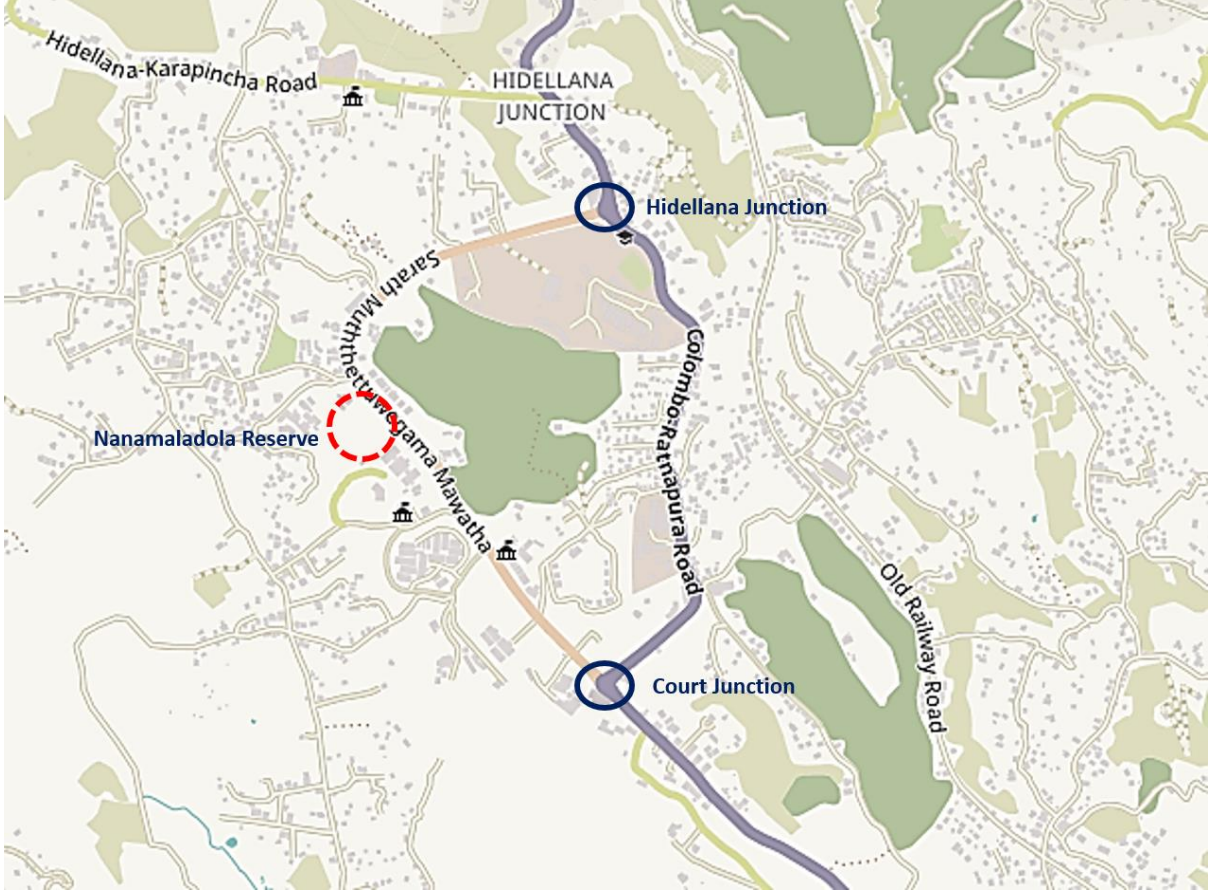 Hidellana-Karapincha Road
HIDELLANA
JUNCTION
Hidellana Junction
Sarath Muththettuwegama Mawatha
Colombo-Ratnapura Road
Nanamaladola Reserve
Old Railway Road
Court Junction